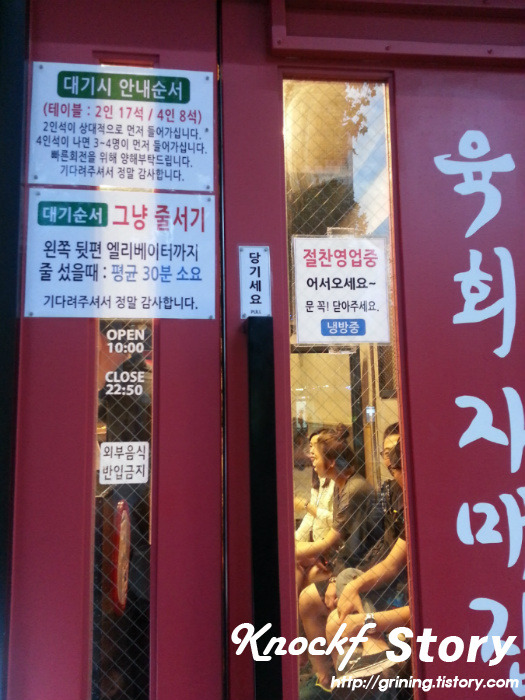 대기시 안내순서
(테이블 : 2인 17석 / 4인 8석)
2인석이 상대적으로 먼저 들어가십니다.
4인석이 나면 3~4명이 먼저 들어가십니다.
빠른회전을 위해 양해부탁드립니다.
기다려주셔서 정말 감사합니다.
대기순서 그냥 줄서기
왼쪽 뒷편 엘리베이터까지
줄 섰을때 : 평균 30분 소요
기다려주셔서 정말 감사합니다.
OPEN
10:00
CLOSE
22:50
외부음식
반입금지
당기세요
PULL
절찬영업중
어서오세요~
문 꼭! 닫아주세요.
냉방중
육회자매집
Knockf Story
http://grining.tistory.com